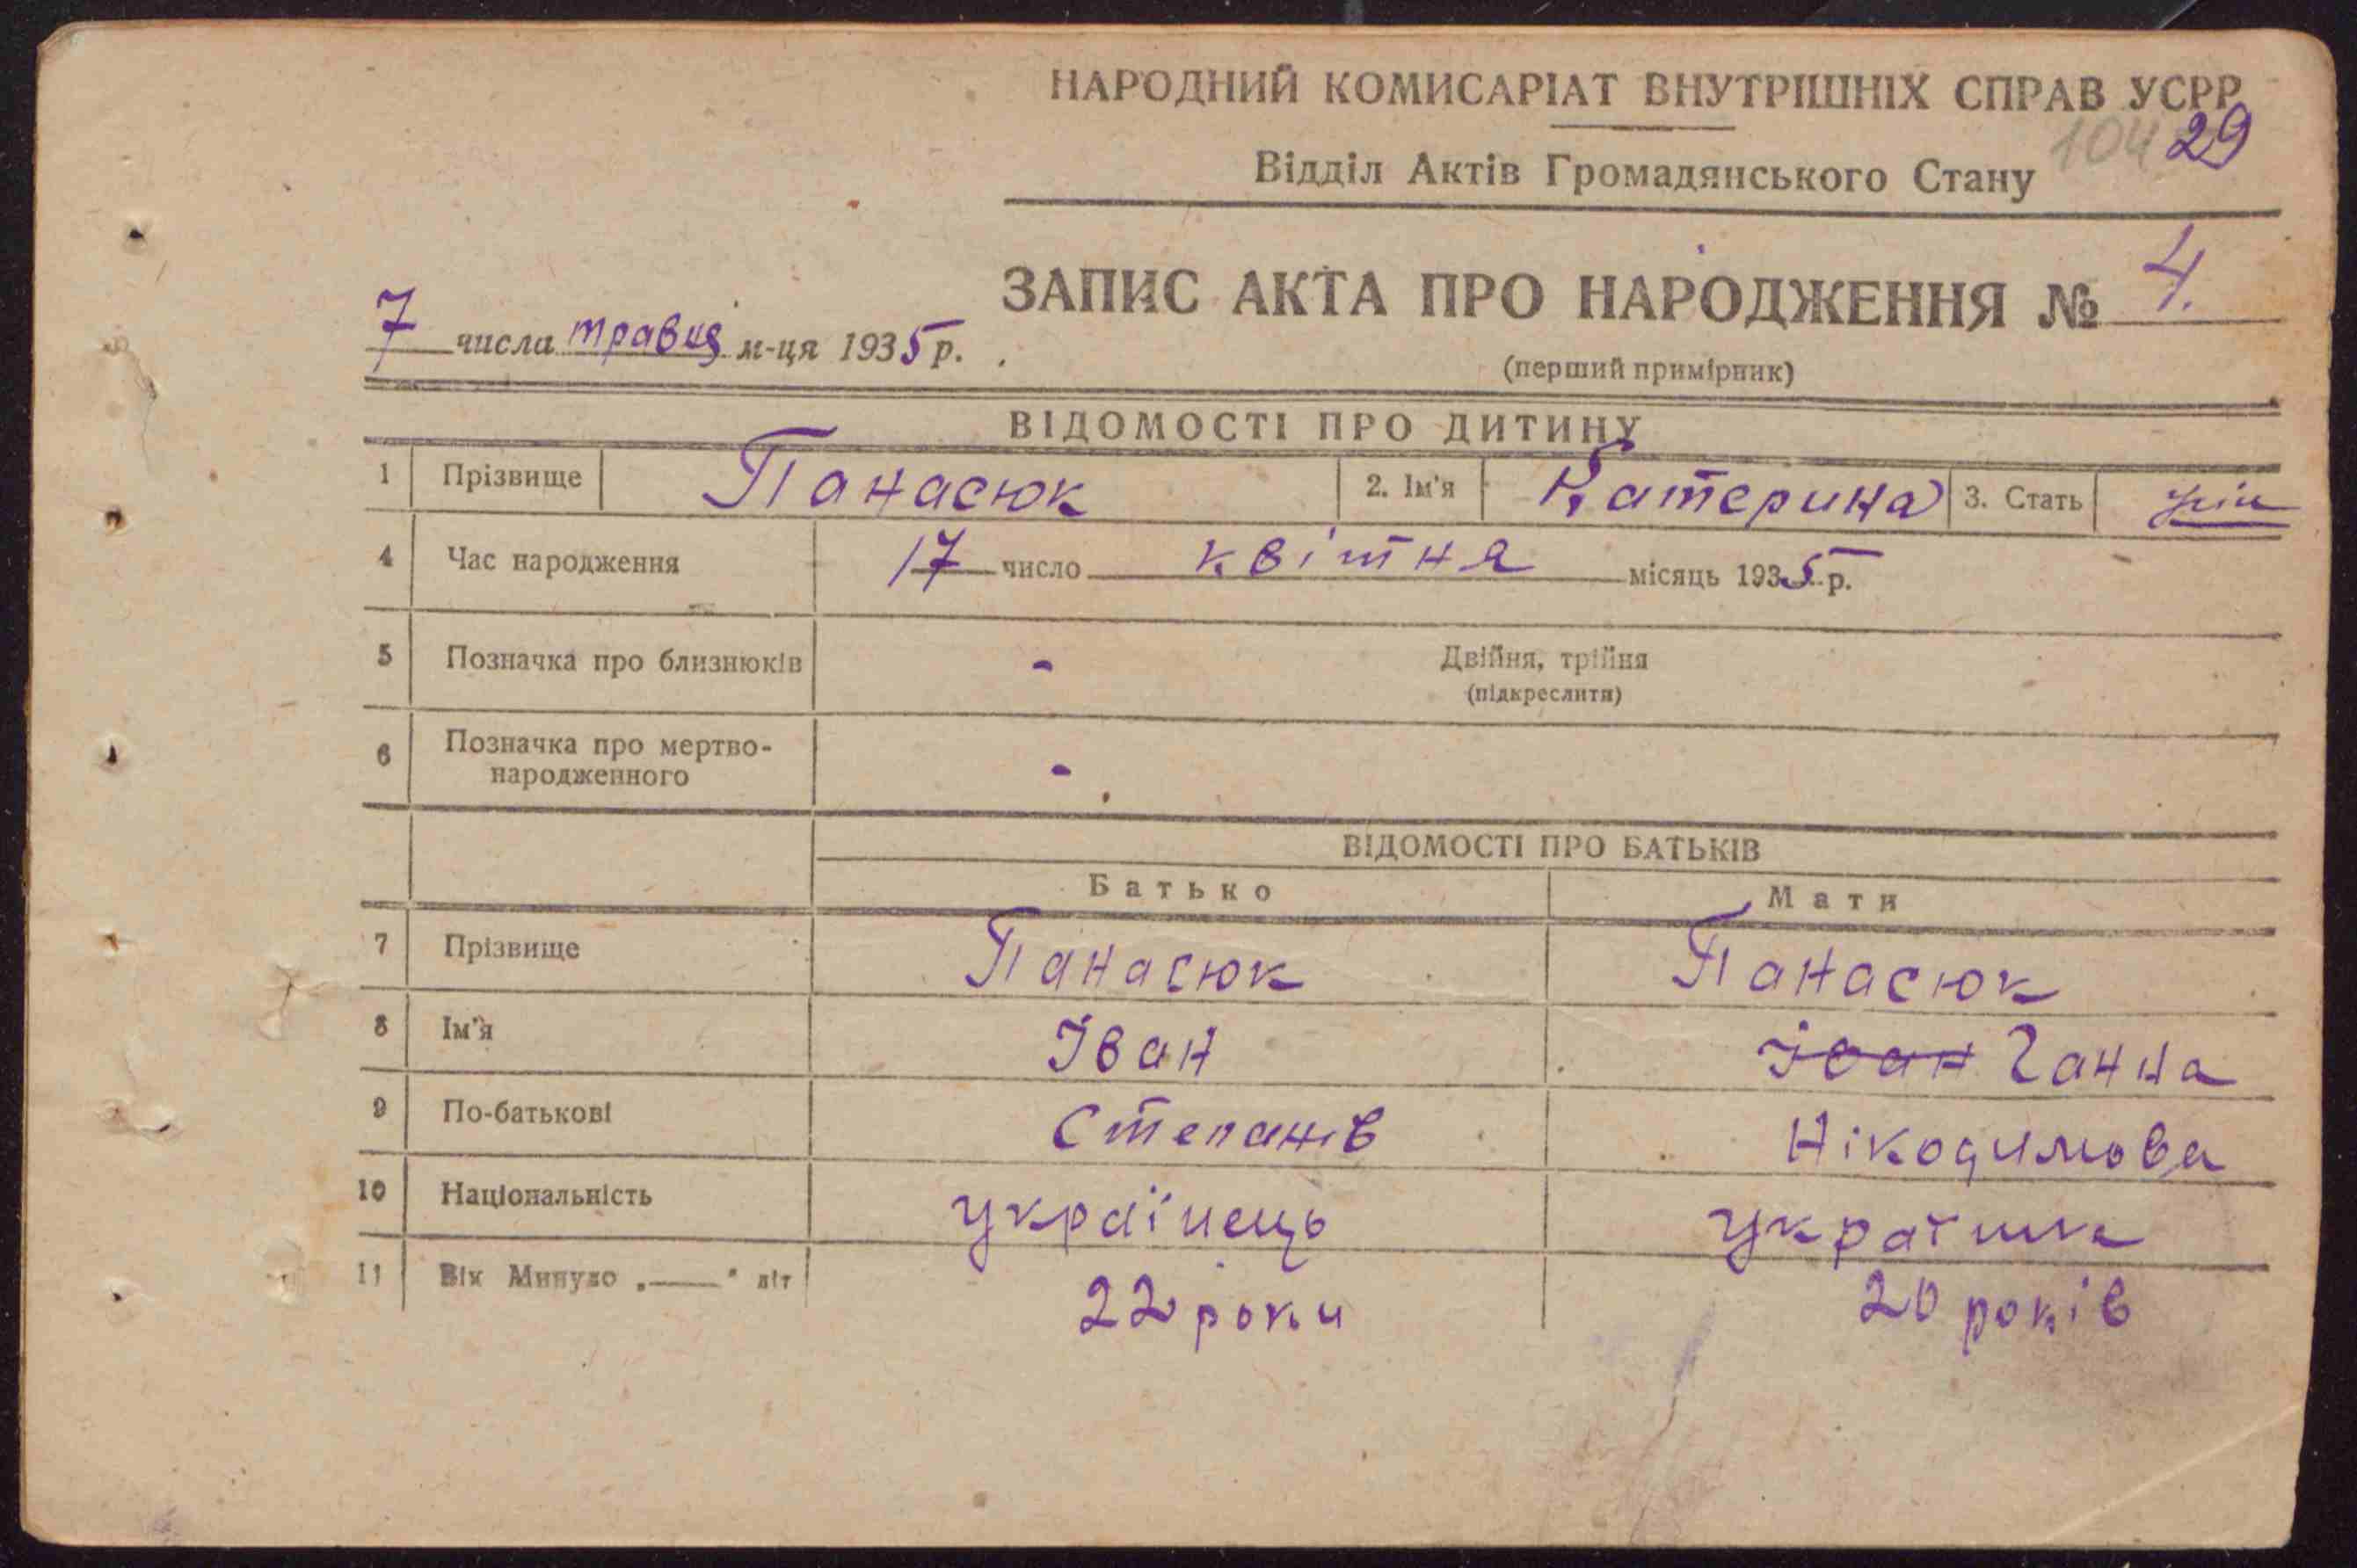 НАРОДНИЙ КОМИСАРІАТ ВНУТРІШНІХ СПРАВ УСРР
104 29
Відділ Актів Громадянського Стану
ЗАПИС АКТА ПРО НАРОДЖЕННЯ № 4.
7 числа травця м-ця 1935 р.
(перший примірник)
ВІДОМОСТІ ПРО ДИТИНУ
1 Прізвище Панасюк 2. Ім'я Катерина 3. Стать
4 Час народження 17 число квітня місяць 1935 р.
5 Позначка про близнюків - Двійня, трійня
(підкреслити)
6 Позначка про мертво-
народженного -
ВІДОМОСТІ ПРО БАТЬКІВ
Батько Мати
7 Прізвище Панасюк Панасюк
8 Ім'я Іван Іван Ганна
9 По-батькові Степанів Нікодимова
10 Національність українець українка
11 Вік Минуло „——" літ 22 роки 20 років